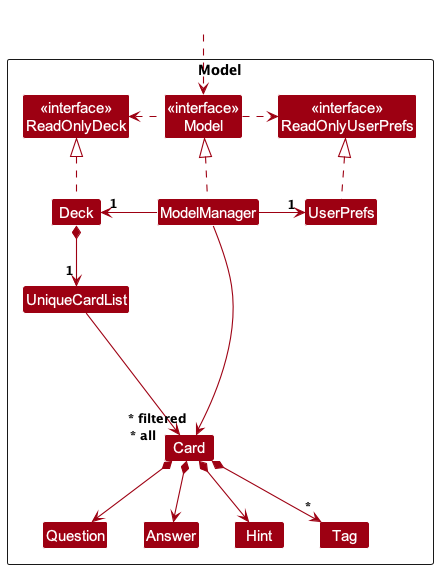 Model
«interface»
ReadOnlyDeck
«interface»
Model
«interface»
ReadOnlyUserPrefs
Deck
1
ModelManager
1
UserPrefs
1
UniqueCardList
* filtered
* all
Card
*
Question
Answer
Hint
Tag